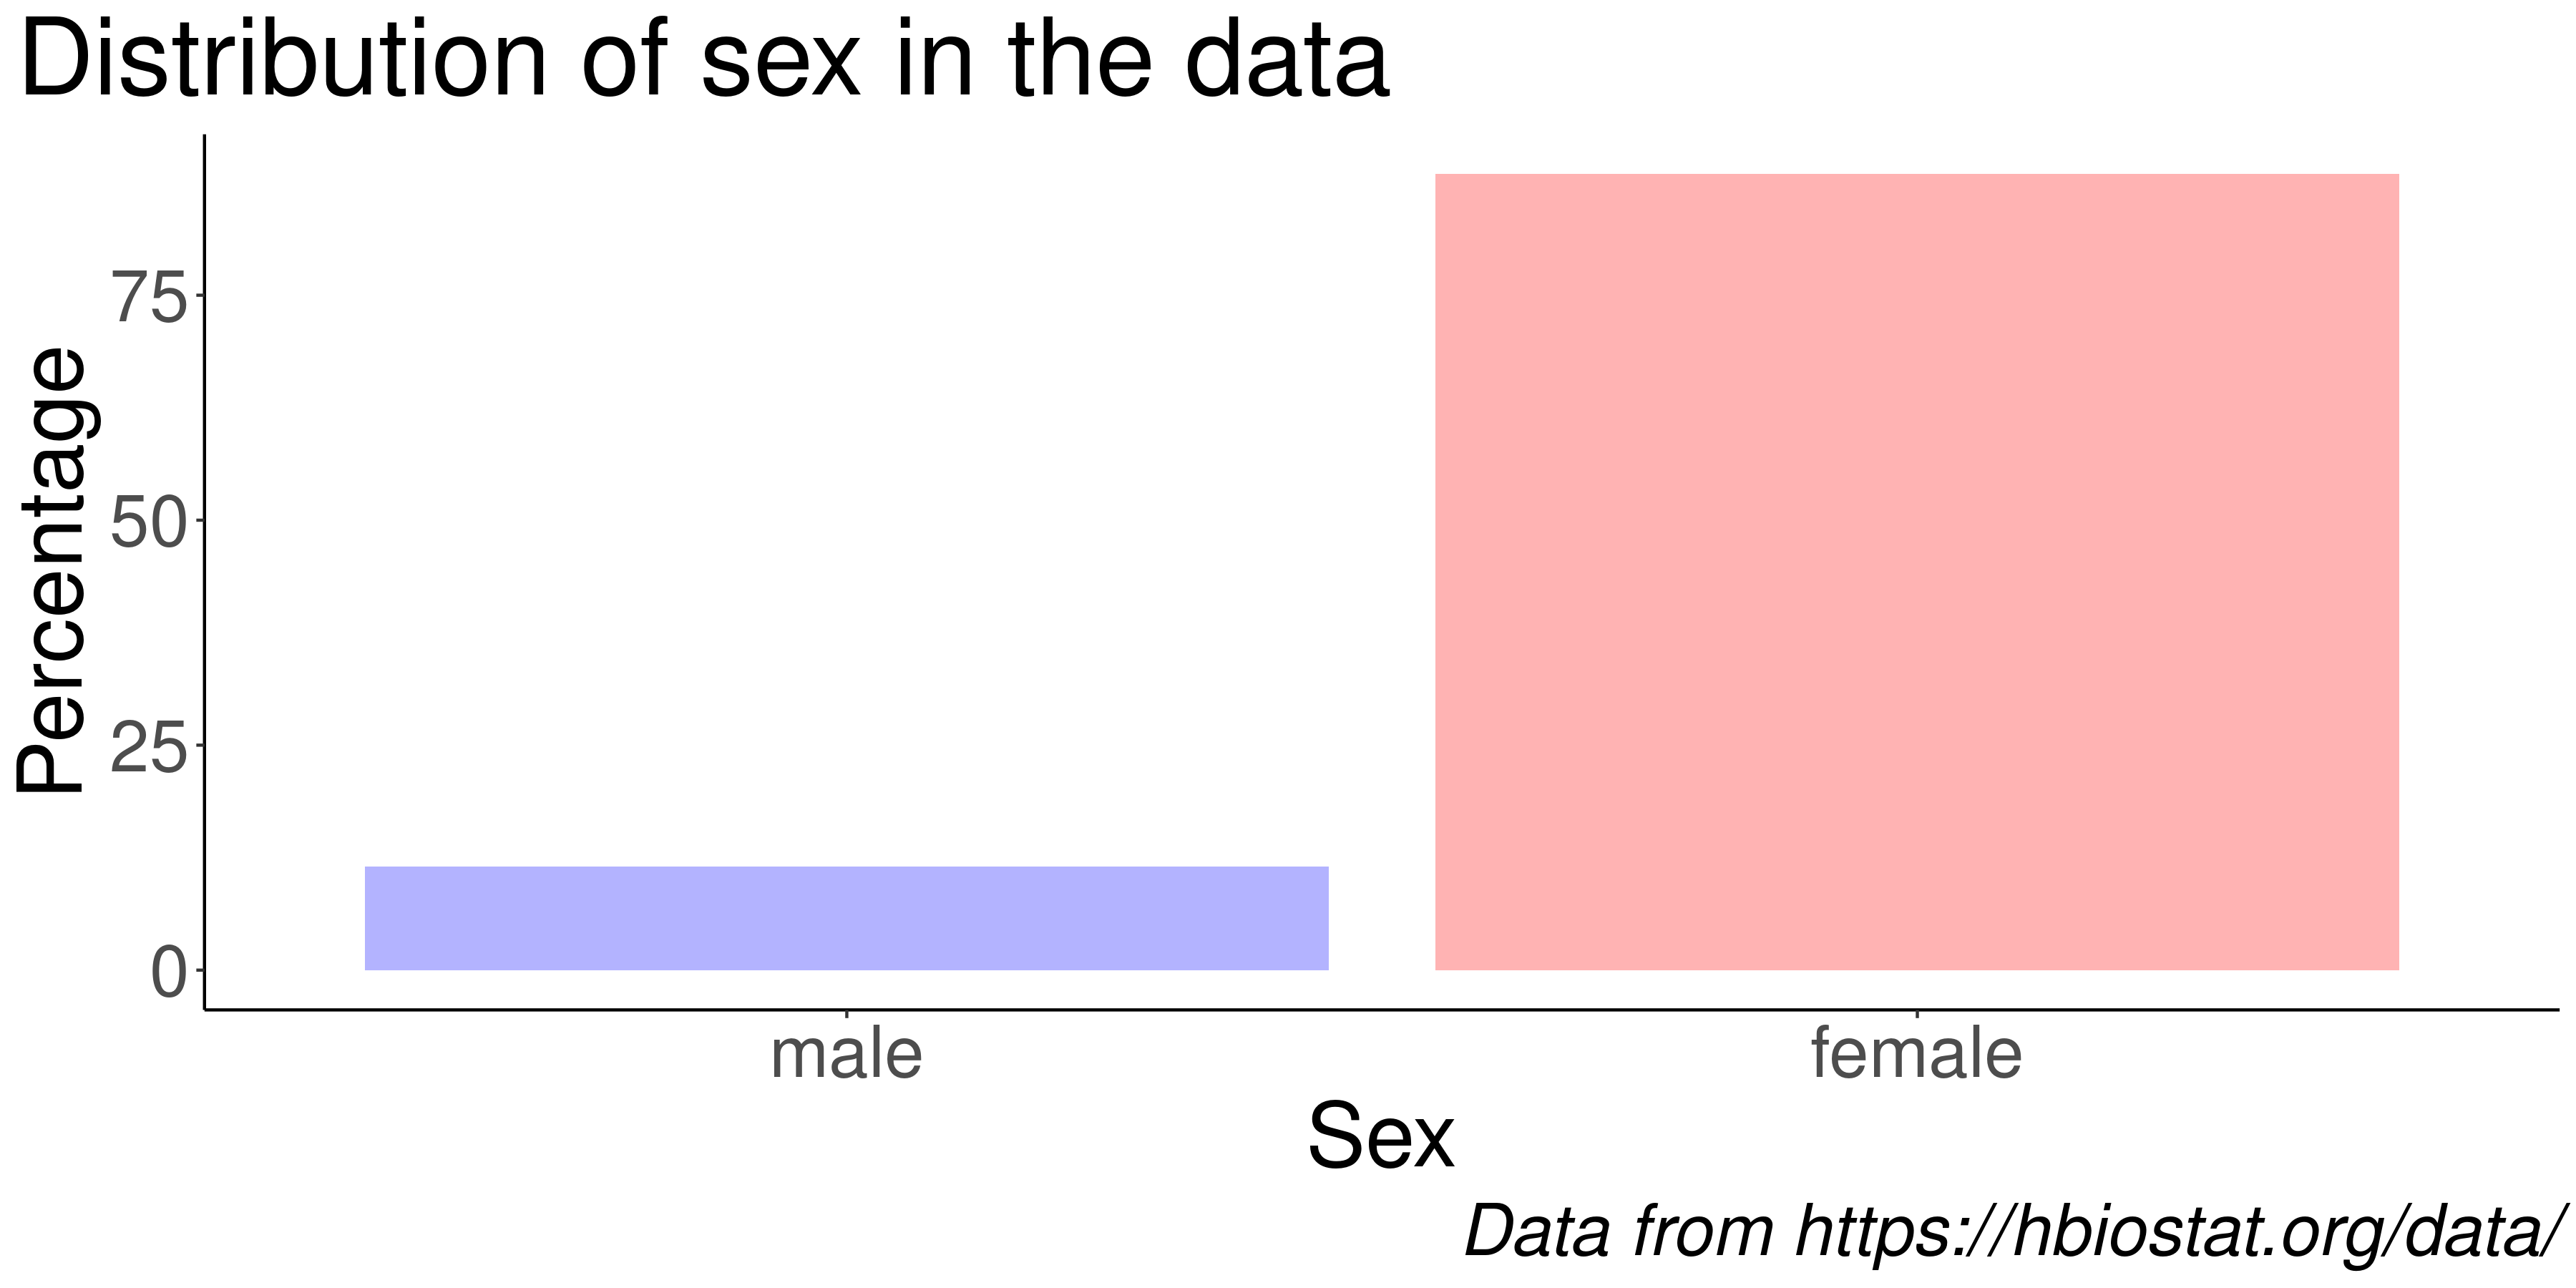 Distribution of sex in the data
Percentage
75
50
25
0
male female
Sex
Data from https://hbiostat.org/data/